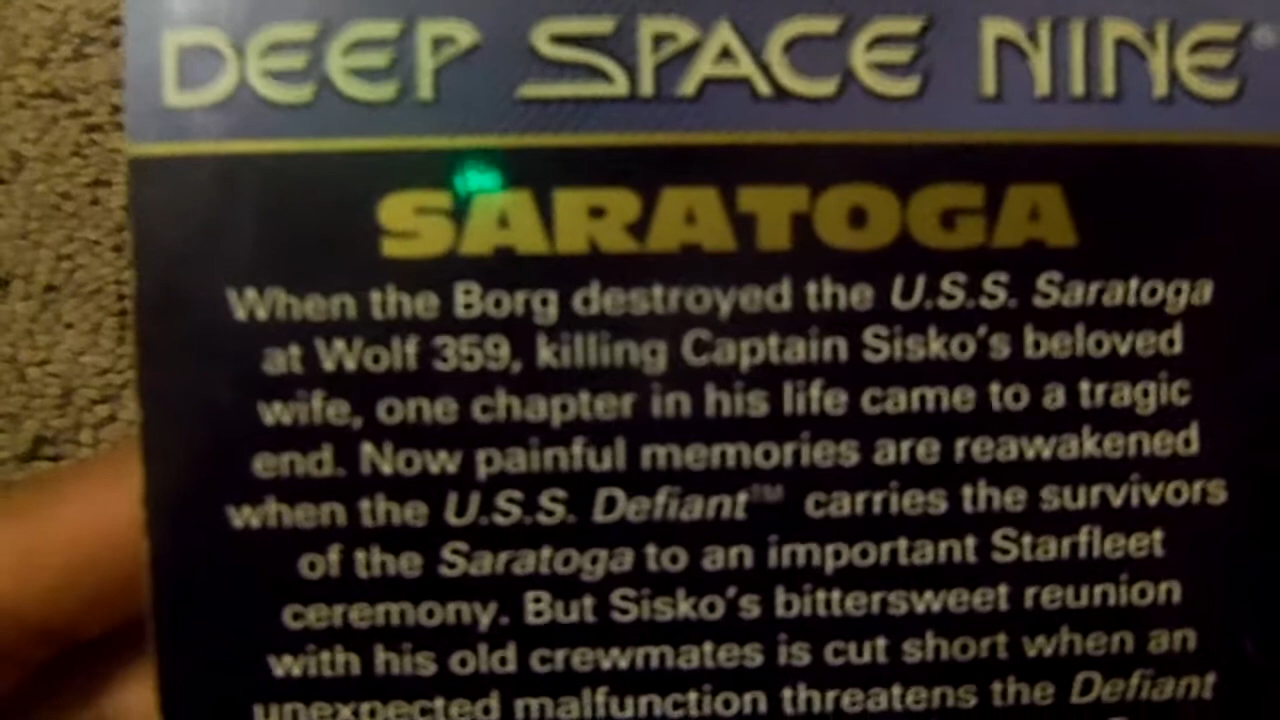 DEEP SPACE NINE®
SARATOGA
When the Borg destroyed the U.S.S. Saratoga
at Wolf 359, killing Captain Sisko's beloved
wife, one chapter in his life came to a tragic
end. Now painful memories are reawakened
when the U.S.S. Defiant™ carries the survivors
of the Saratoga to an important Starfleet
ceremony. But Sisko's bittersweet reunion
with his old crewmates is cut short when an
unexpected malfunction threatens the Defiant